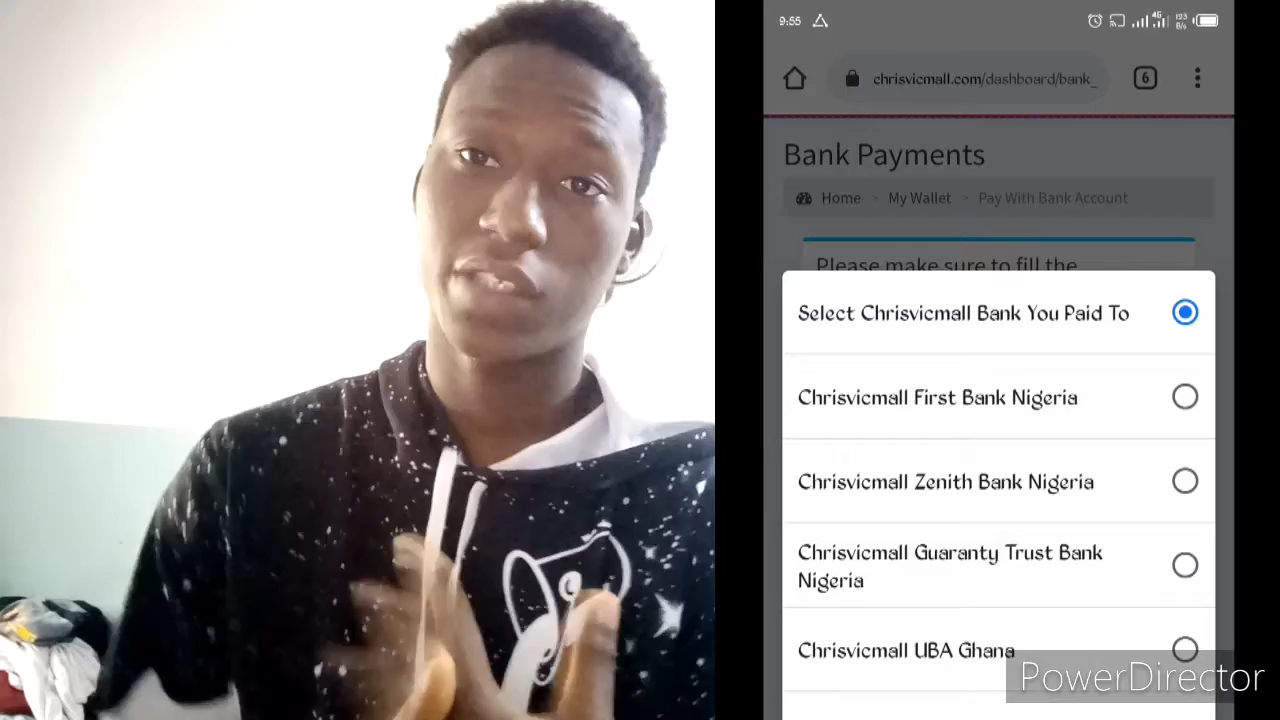 9:55
4G
chrisvicmall.com/dashboard/bank_
6
Bank Payments
Home > My Wallet > Pay With Bank Account
Please make sure to fill the
Select Chrisvicmall Bank You Paid To
Chrisvicmall First Bank Nigeria
Chrisvicmall Zenith Bank Nigeria
Chrisvicmall Guaranty Trust Bank
Nigeria
Chrisvicmall UBA Ghana
PowerDirector